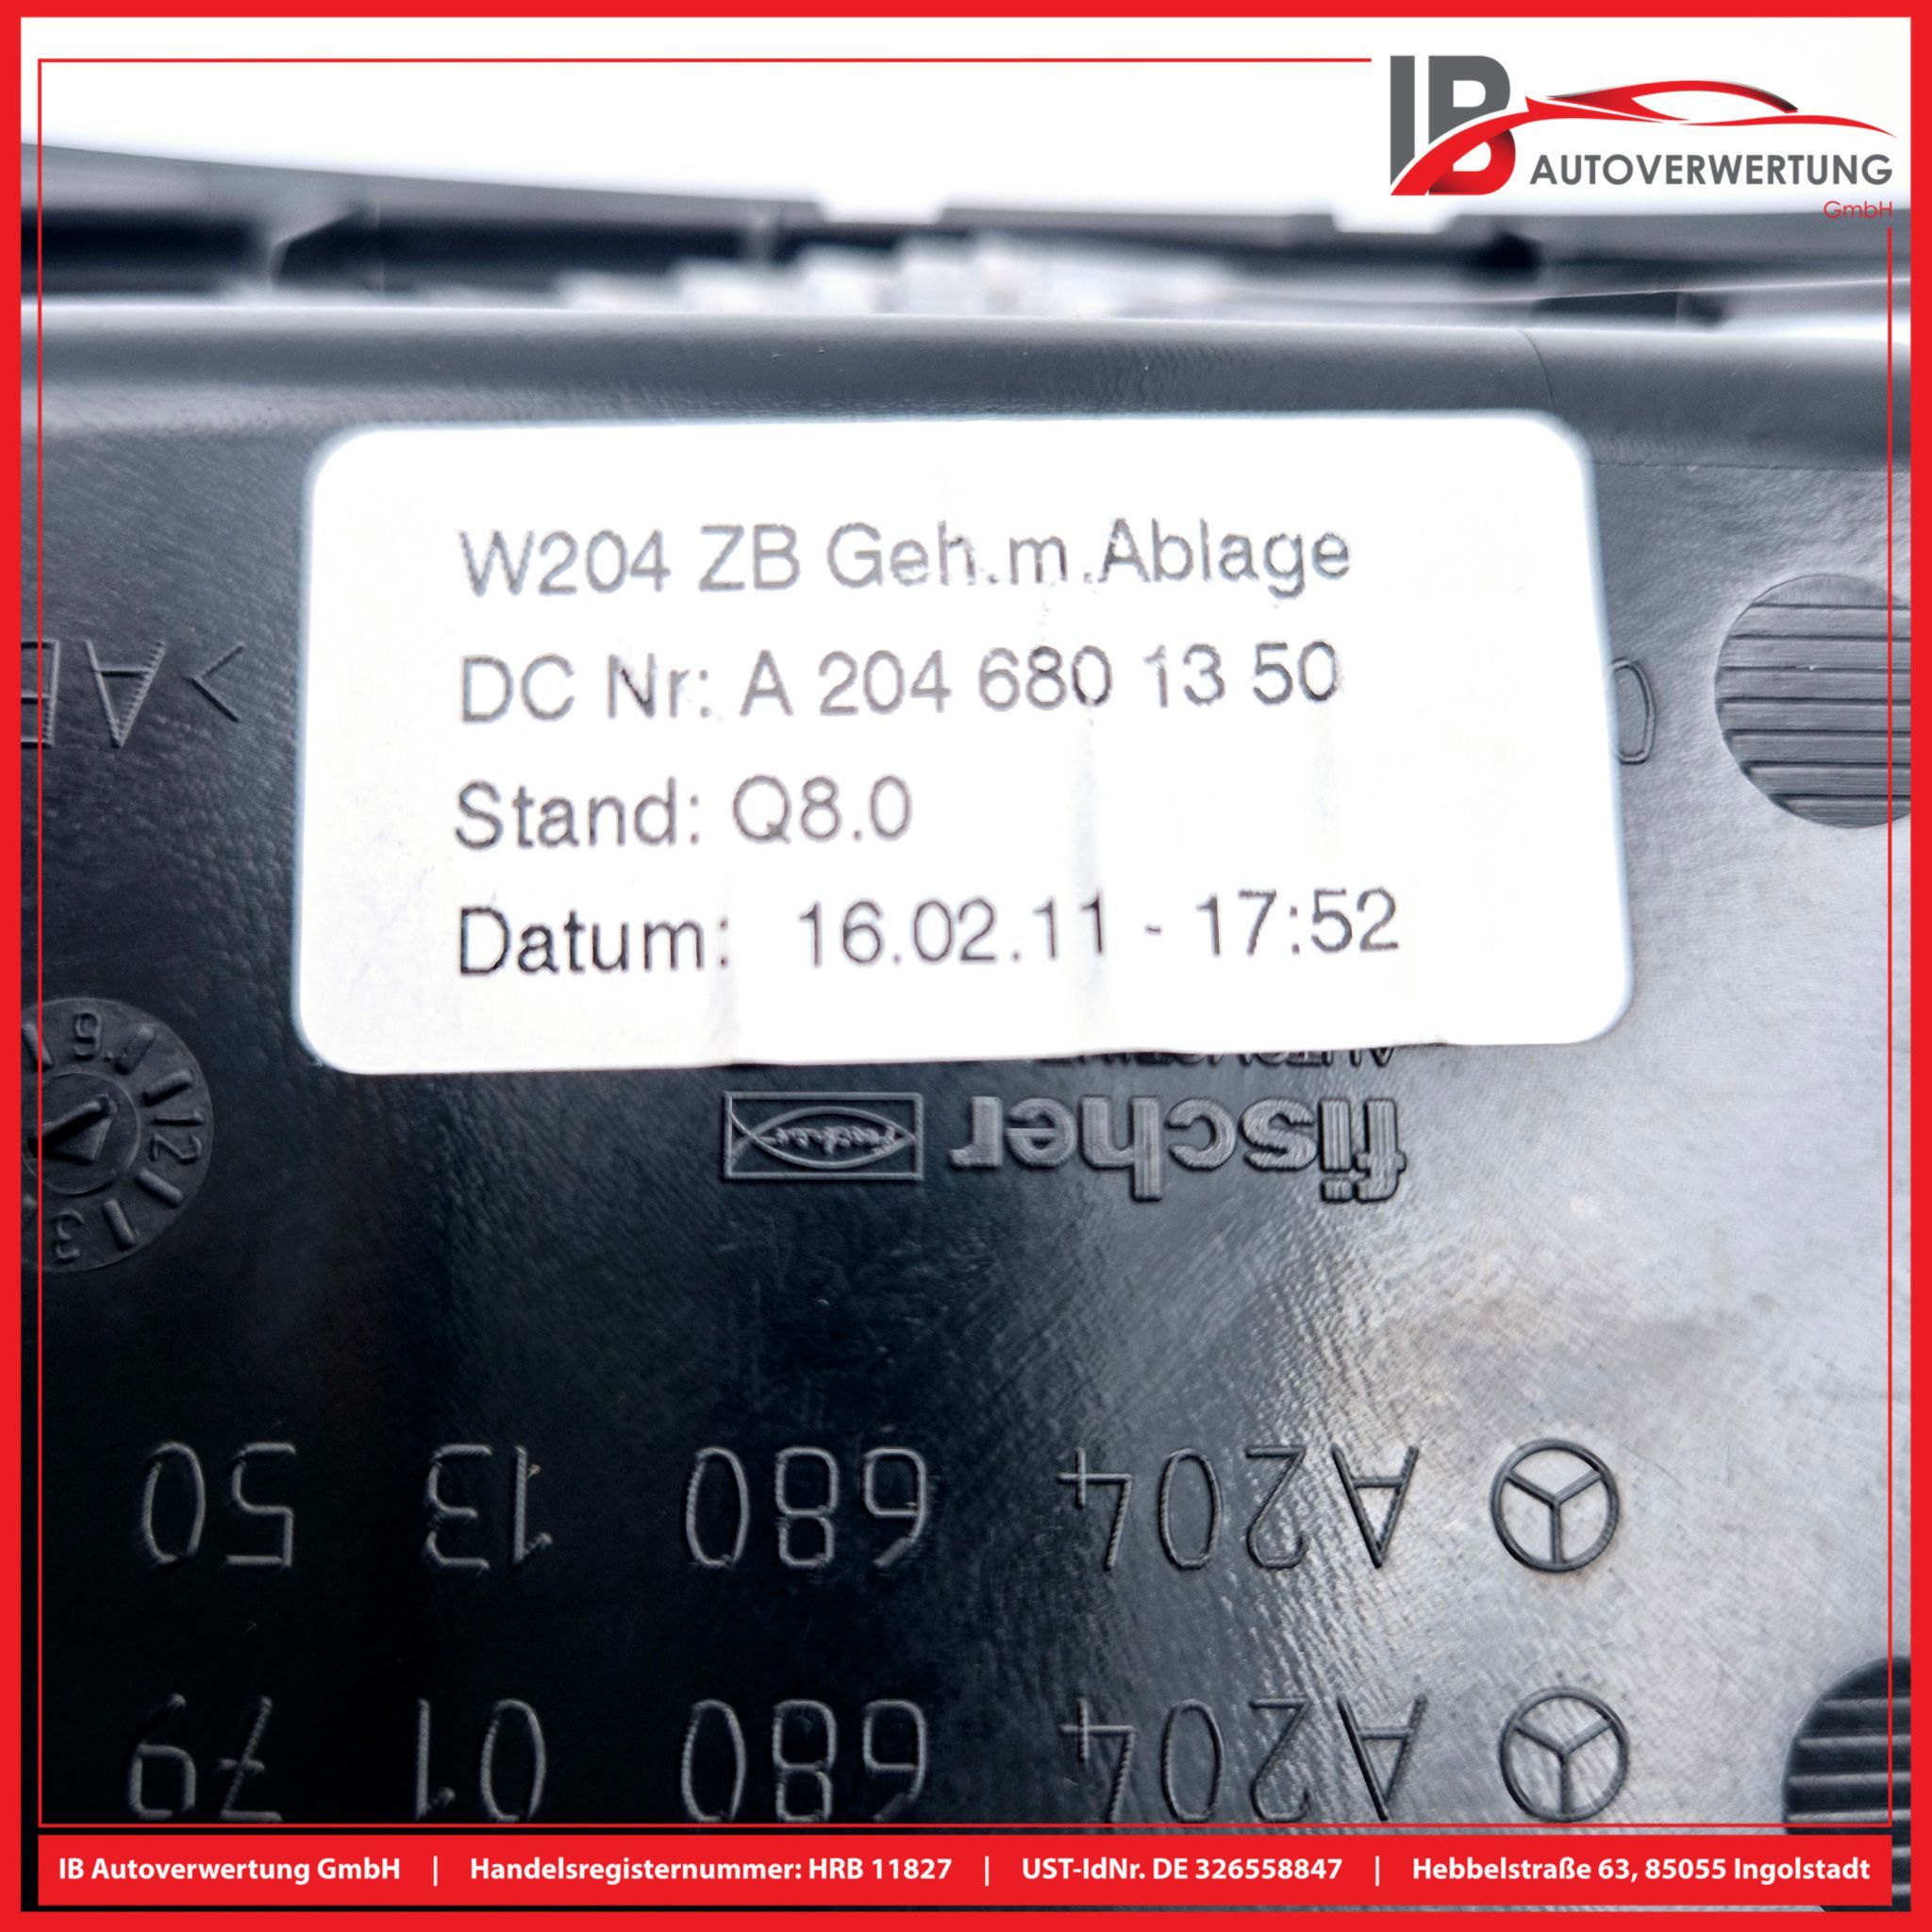 IB
AUTOVERWERTUNG
GmbH
W204 ZB Geh.m.Ablage
DC Nr: A 204 680 13 50
Stand: Q8.0
Datum: 16.02.11 - 17:52
fischer
A204 680 13 50
A204 680 01 79
IB Autoverwertung GmbH | Handelsregisternummer: HRB 11827 | UST-IdNr. DE 326558847 | Hebbelstraße 63, 85055 Ingolstadt